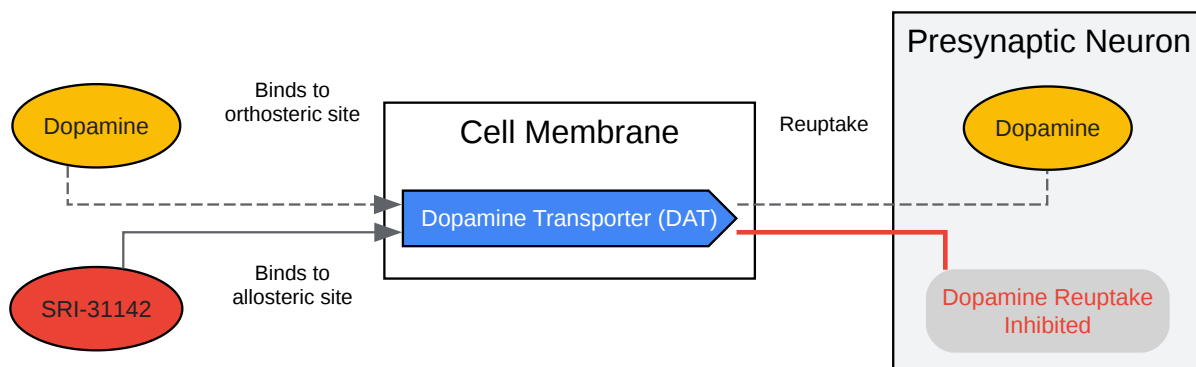 Presynaptic Neuron
Binds to
orthosteric site
Dopamine
Cell Membrane
Reuptake
Dopamine
Dopamine Transporter (DAT)
Binds to
allosteric site
SRI-31142
Dopamine Reuptake
Inhibited